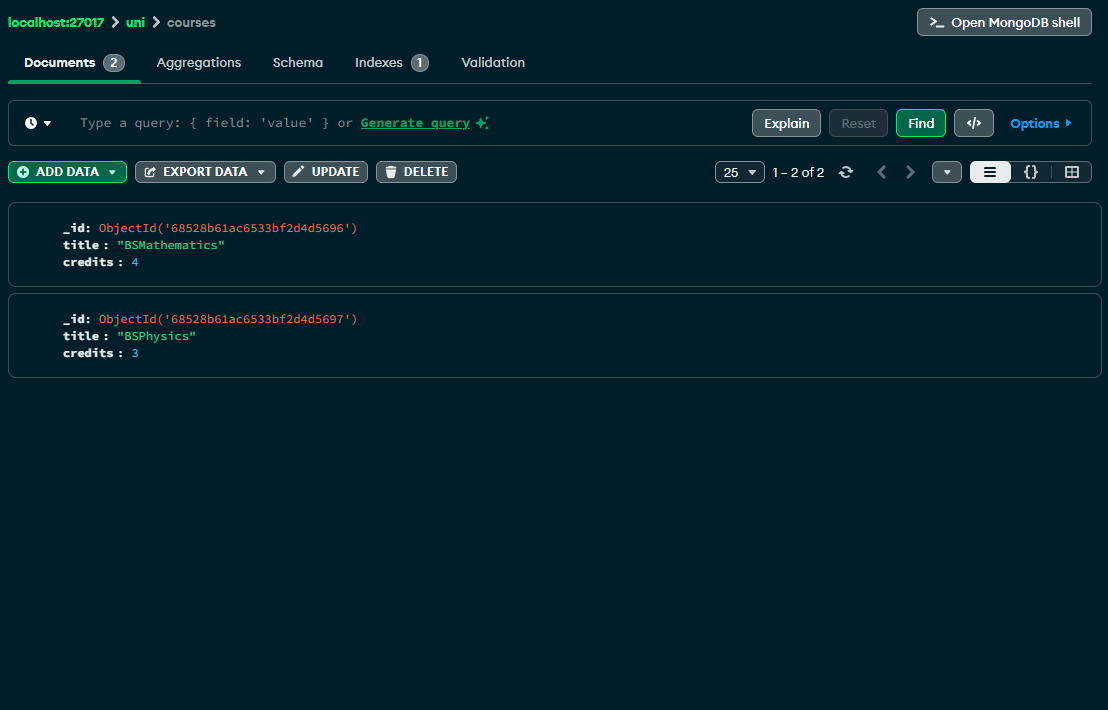 localhost:27017 > uni > courses
>_ Open MongoDB shell
Documents 2 Aggregations Schema Indexes 1 Validation
Type a query: { field: 'value' } or Generate query
Explain Reset Find </> Options
ADD DATA EXPORT DATA UPDATE DELETE
25 1 – 2 of 2 {}
_id: ObjectId('68528b61ac6533bf2d4d5696')
title : "BSMathematics"
credits : 4
_id: ObjectId('68528b61ac6533bf2d4d5697')
title : "BSPhysics"
credits : 3